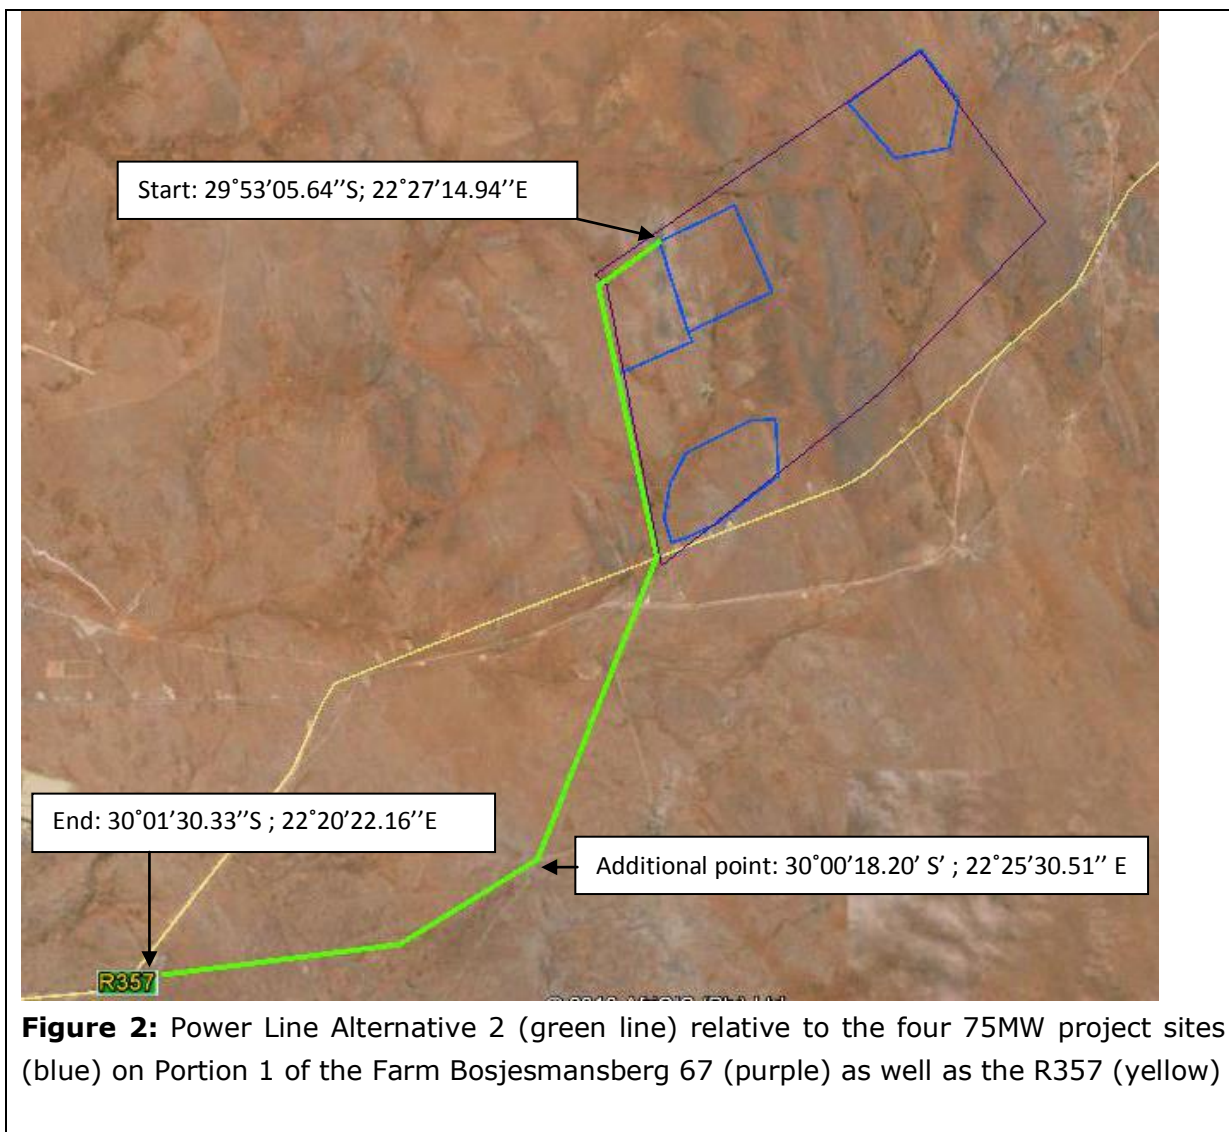 Start: 29˚53’05.64’’S; 22˚27’14.94’’E
End: 30˚01’30.33’’S ; 22˚20’22.16’’E
Additional point: 30˚00’18.20’ S’ ; 22˚25’30.51’’ E
R357
Figure 2: Power Line Alternative 2 (green line) relative to the four 75MW project sites
(blue) on Portion 1 of the Farm Bosjesmansberg 67 (purple) as well as the R357 (yellow)